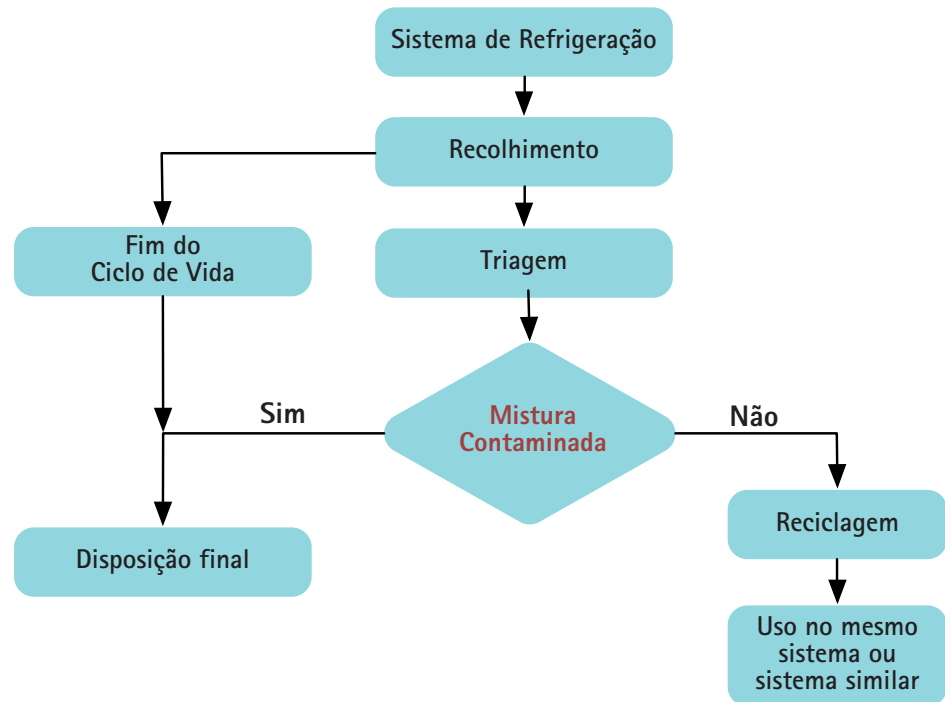 Sistema de Refrigeração
Recolhimento
Fim do
Ciclo de Vida
Triagem
Sim
Mistura
Contaminada
Não
Reciclagem
Disposição final
Uso no mesmo
sistema ou
sistema similar